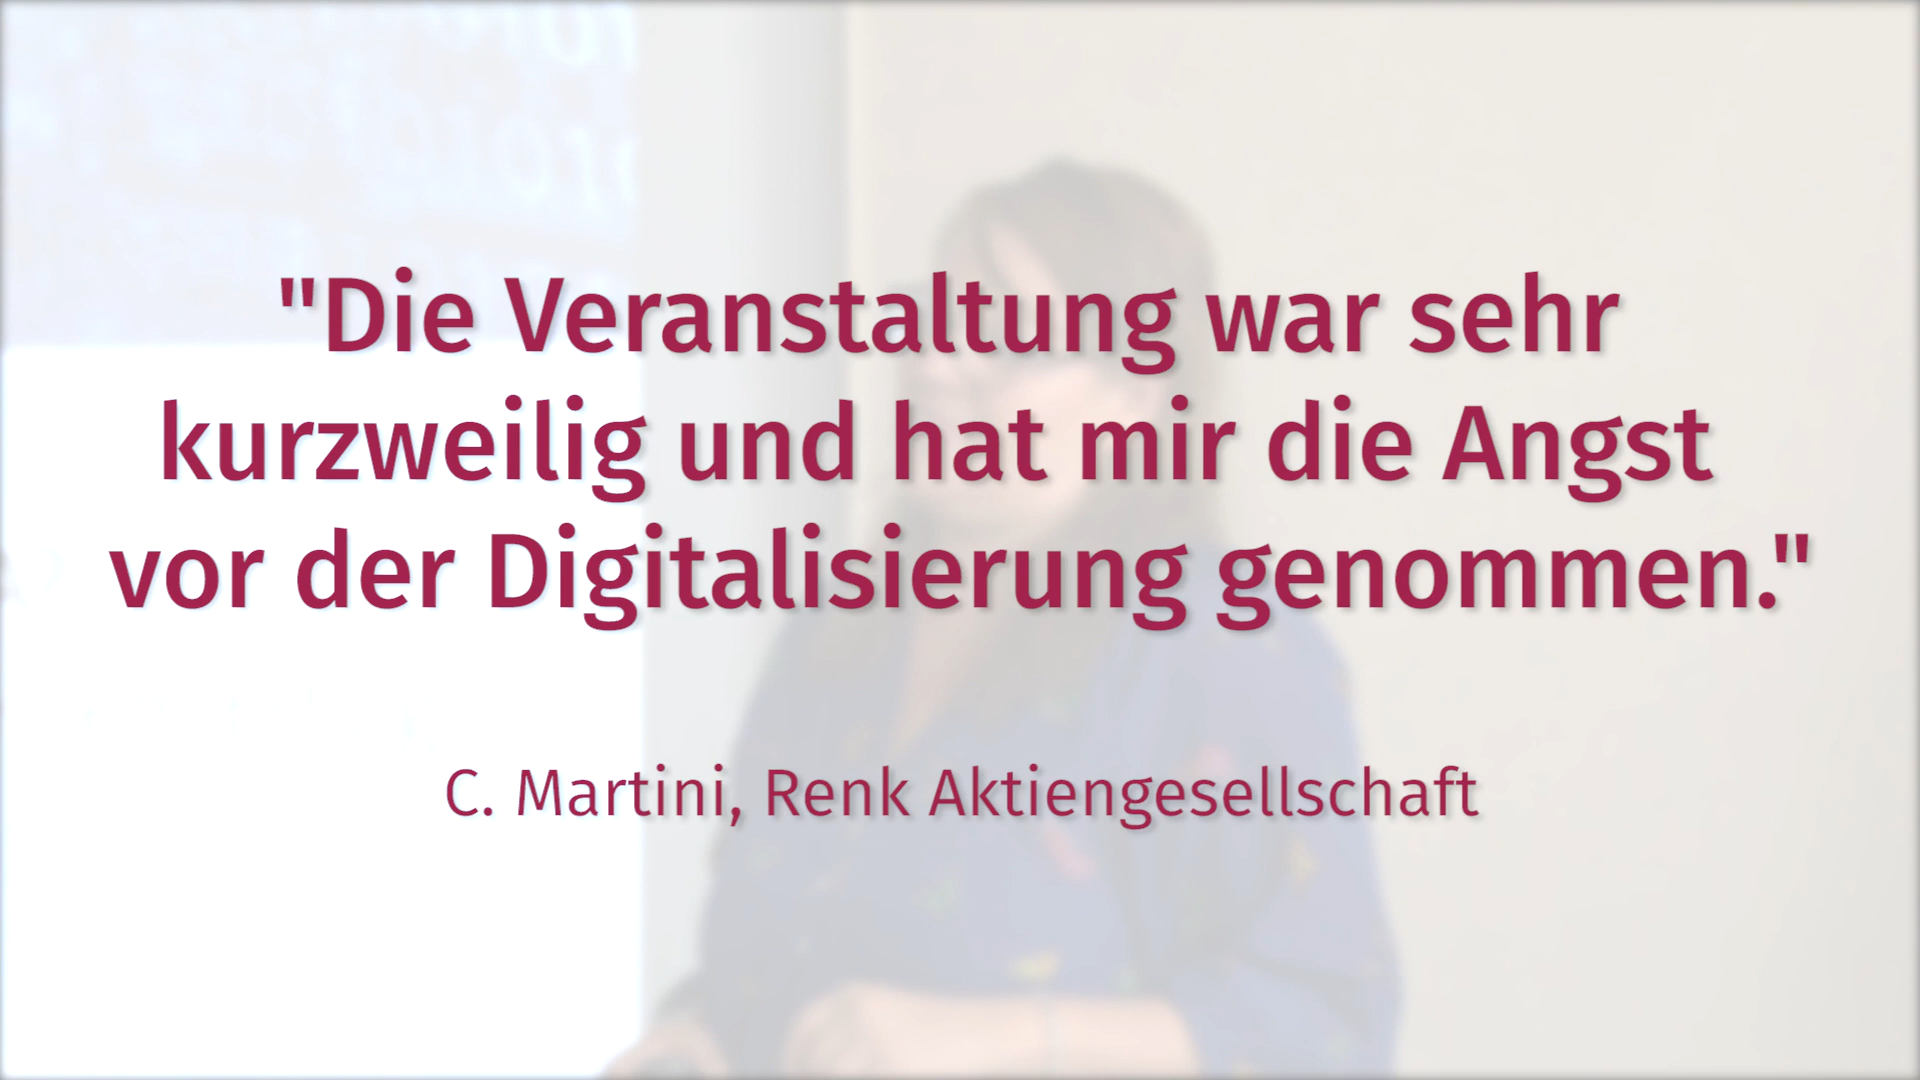 "Die Veranstaltung war sehr
kurzweilig und hat mir die Angst
vor der Digitalisierung genommen."
C. Martini, Renk Aktiengesellschaft